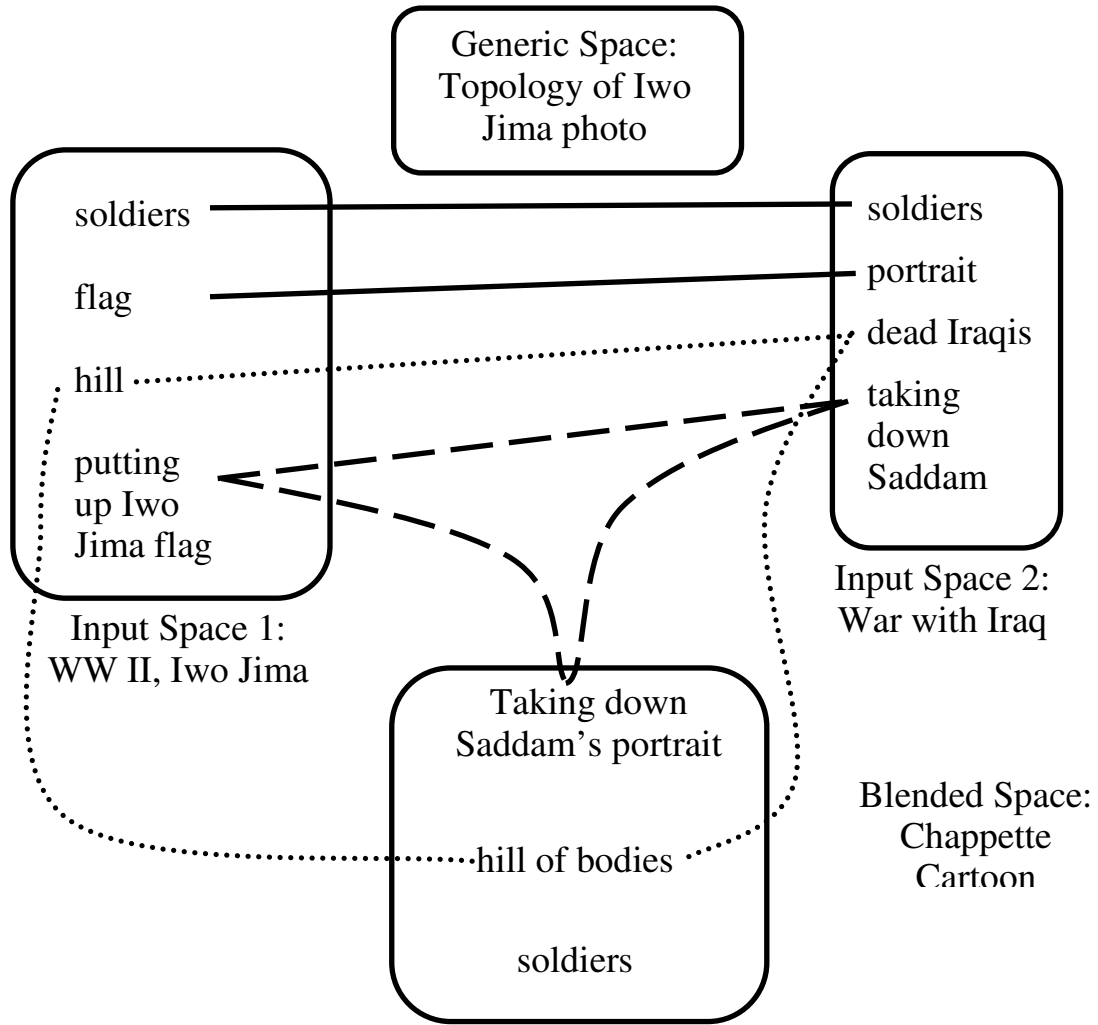 Generic Space:
Topology of Iwo
Jima photo
soldiers
flag
hill
putting
up Iwo
Jima flag
Input Space 1:
WW II, Iwo Jima
soldiers
portrait
dead Iraqis
taking
down
Saddam
Input Space 2:
War with Iraq
Taking down
Saddam’s portrait
hill of bodies
soldiers
Blended Space:
Chappette
Cartoon